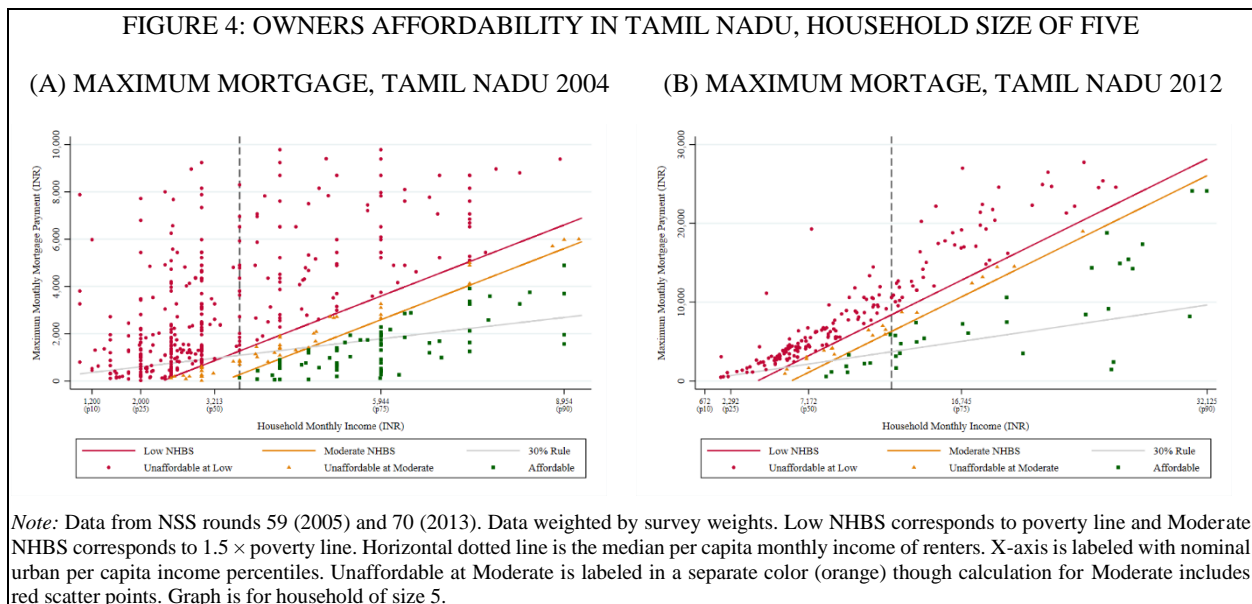 FIGURE 4: OWNERS AFFORDABILITY IN TAMIL NADU, HOUSEHOLD SIZE OF FIVE
(A) MAXIMUM MORTGAGE, TAMIL NADU 2004
Maximum Monthly Mortgage Payment (INR)
10,000
8,000
6,000
4,000
2,000
0
1,200 2,000 3,213 5,944 8,954
(p10) (p25) (p50) (p75) (p90)
Household Monthly Income (INR)
Low NHBS Moderate NHBS 30% Rule
Unaffordable at Low Unaffordable at Moderate Affordable
(B) MAXIMUM MORTAGE, TAMIL NADU 2012
Maximum Monthly Mortgage Payment (INR)
30,000
20,000
10,000
0
672 2,292 7,172 16,745 32,125
(p10) (p25) (p50) (p75) (p90)
Household Monthly Income (INR)
Low NHBS Moderate NHBS 30% Rule
Unaffordable at Low Unaffordable at Moderate Affordable
Note: Data from NSS rounds 59 (2005) and 70 (2013). Data weighted by survey weights. Low NHBS corresponds to poverty line and Moderate
NHBS corresponds to 1.5 × poverty line. Horizontal dotted line is the median per capita monthly income of renters. X-axis is labeled with nominal
urban per capita income percentiles. Unaffordable at Moderate is labeled in a separate color (orange) though calculation for Moderate includes
red scatter points. Graph is for household of size 5.